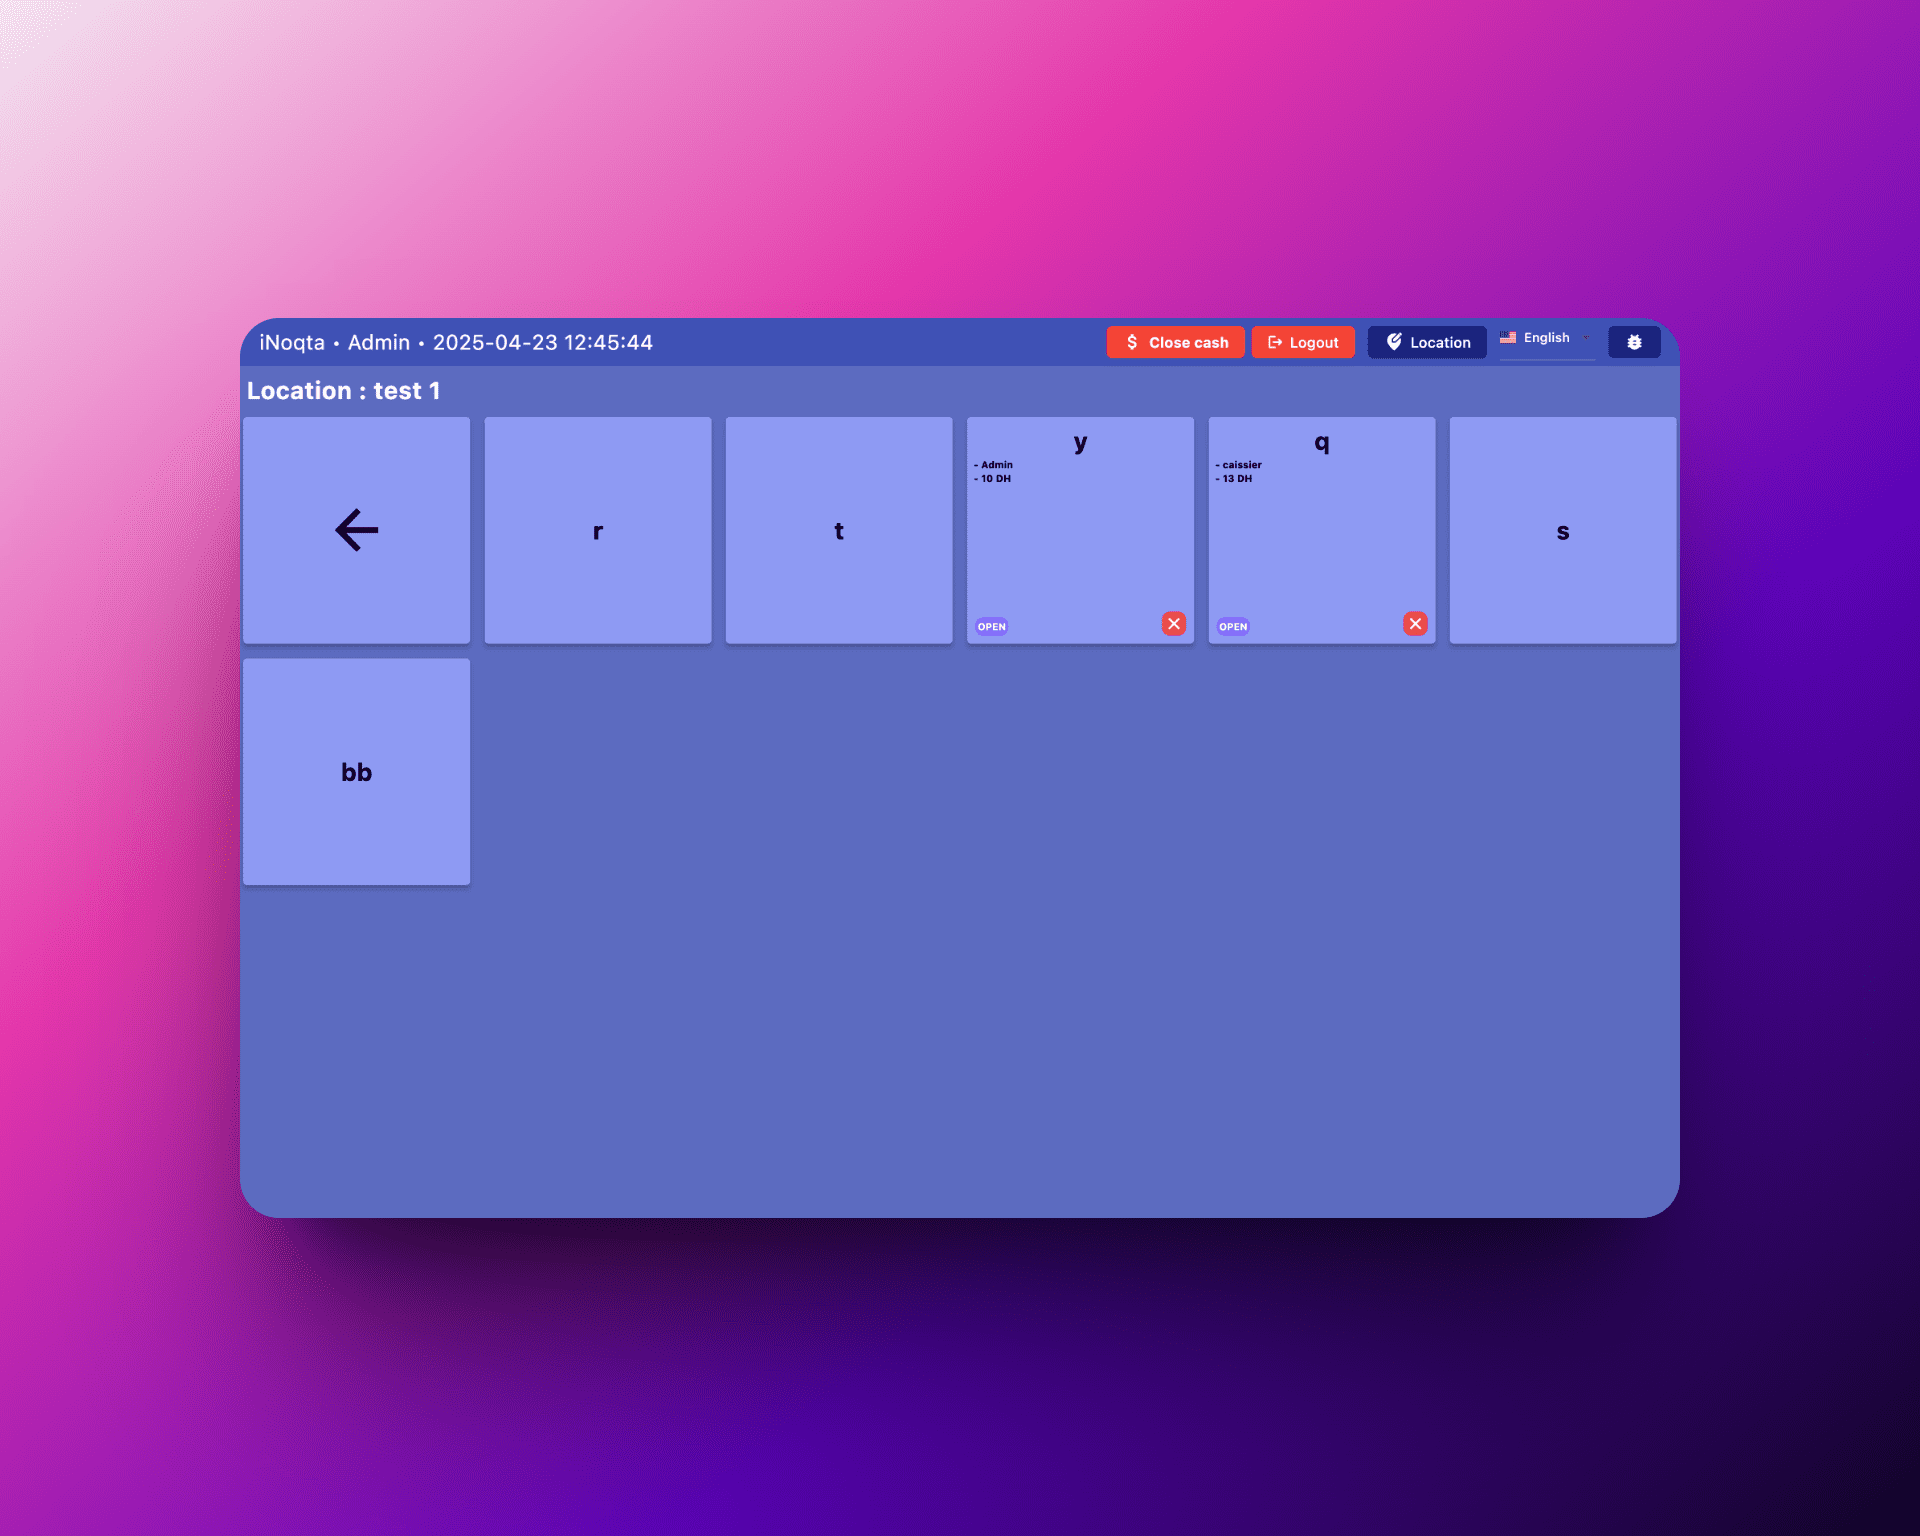 iNoqta • Admin • 2025-04-23 12:45:44
Close cash
Logout
Location
English
Location : test 1
r
t
y
- Admin
- 10 DH
OPEN
q
- caissier
- 13 DH
OPEN
s
bb